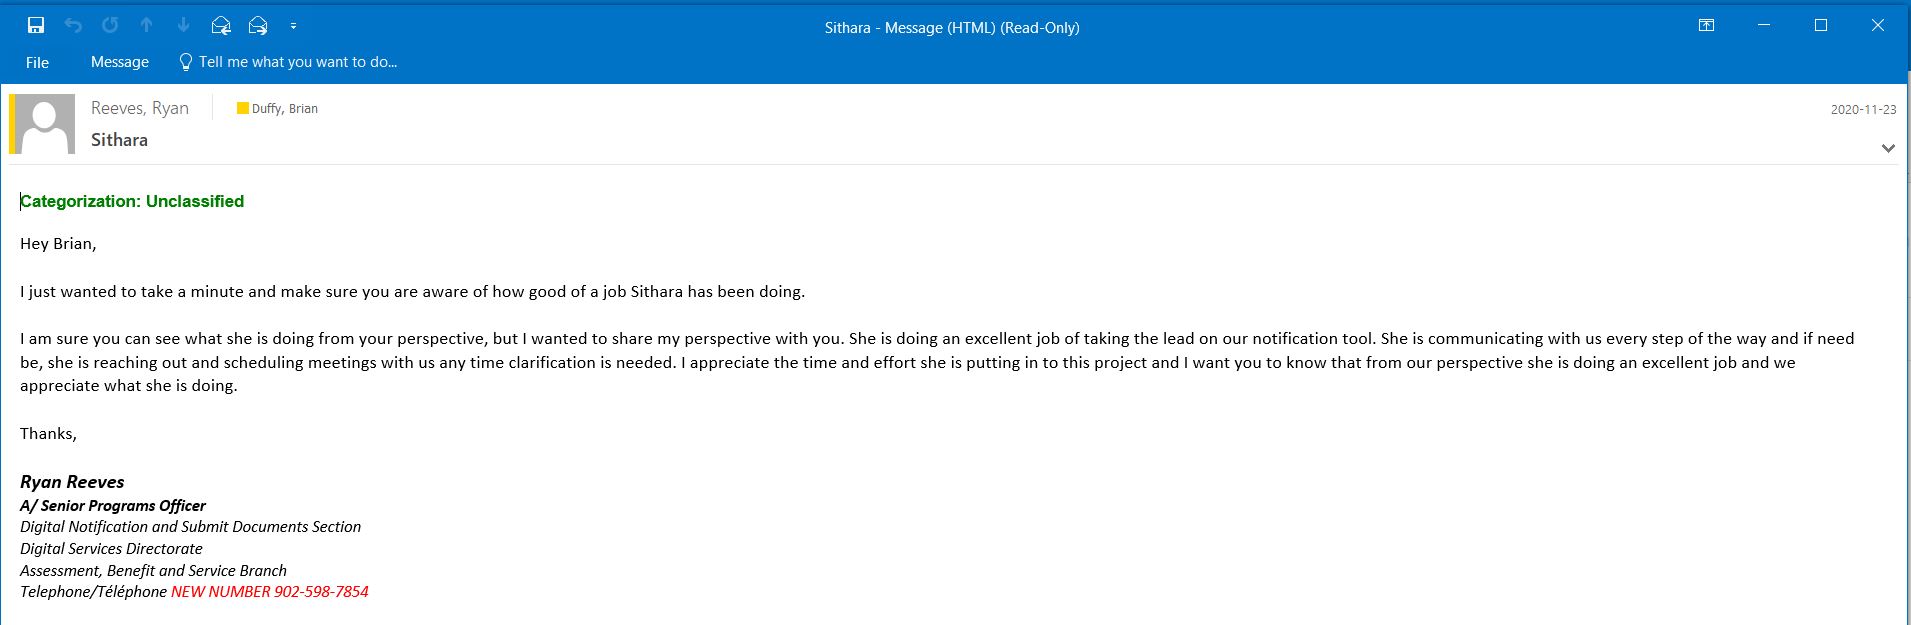 Sithara - Message (HTML) (Read-Only)
File Message Tell me what you want to do...
Reeves, Ryan Duffy, Brian 2020-11-23
Sithara
Categorization: Unclassified
Hey Brian,
I just wanted to take a minute and make sure you are aware of how good of a job Sithara has been doing.
I am sure you can see what she is doing from your perspective, but I wanted to share my perspective with you. She is doing an excellent job of taking the lead on our notification tool. She is communicating with us every step of the way and if need
be, she is reaching out and scheduling meetings with us any time clarification is needed. I appreciate the time and effort she is putting in to this project and I want you to know that from our perspective she is doing an excellent job and we
appreciate what she is doing.
Thanks,
Ryan Reeves
A/ Senior Programs Officer
Digital Notification and Submit Documents Section
Digital Services Directorate
Assessment, Benefit and Service Branch
Telephone/Téléphone NEW NUMBER 902-598-7854